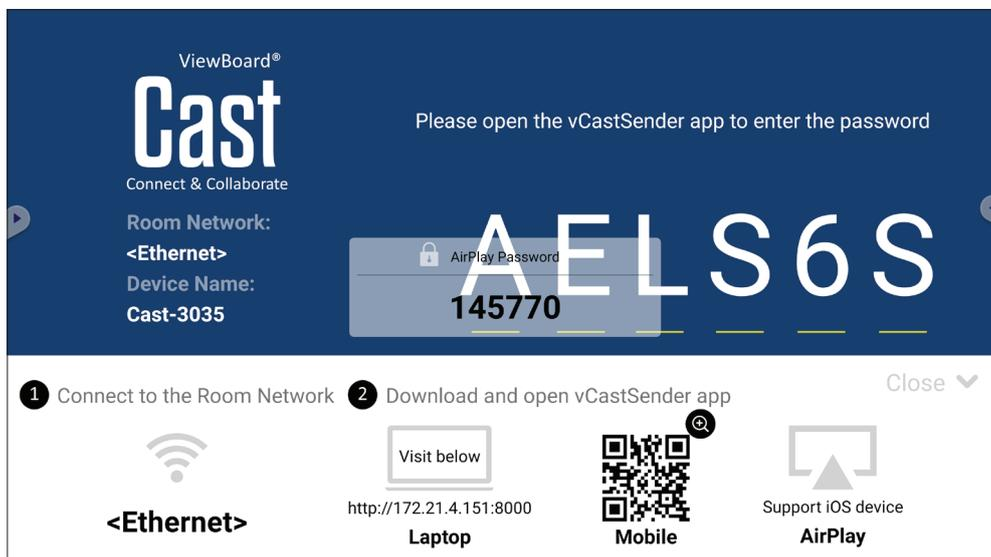 ViewBoard®
Cast
Connect & Collaborate
Room Network:
<Ethernet>
Device Name:
Cast-3035
Please open the vCastSender app to enter the password
AELS6S
AirPlay Password
145770
Close
1 Connect to the Room Network
<Ethernet>
2 Download and open vCastSender app
Visit below
http://172.21.4.151:8000
Laptop
Mobile
Support iOS device
AirPlay